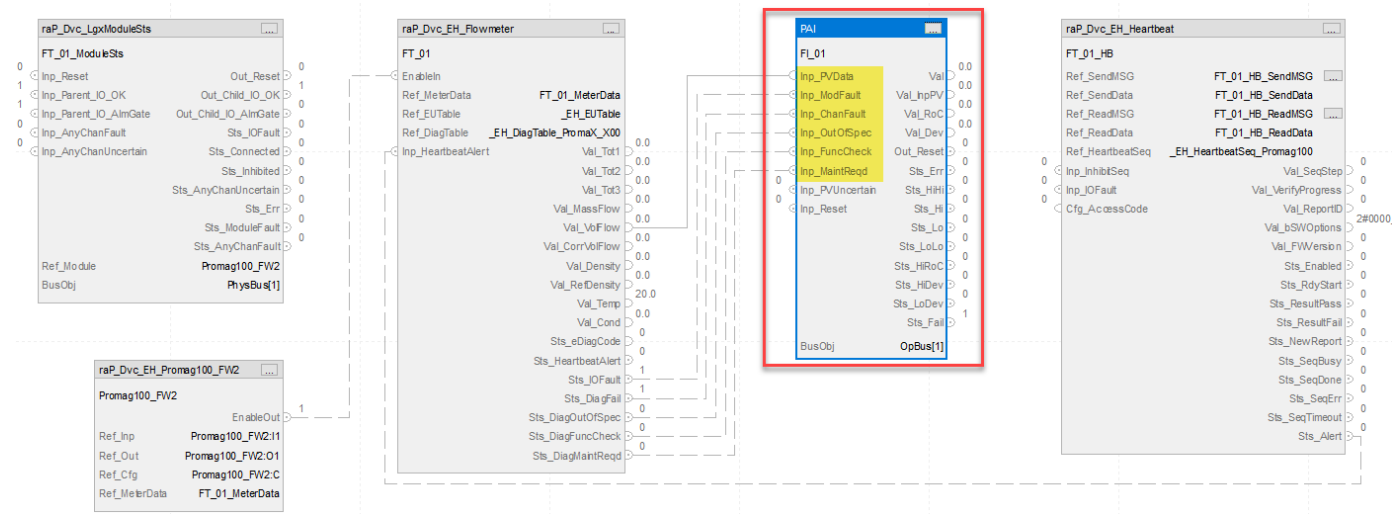 raP_Dvc_LgxModuleSts ...
FT_01_ModuleSts
0 Inp_Reset Out_Reset 0
1 Inp_Parent_IO_OK Out_Child_IO_OK 1
1 Inp_Parent_IO_AlmGate Out_Child_IO_AlmGate 0
0 Inp_AnyChanFault Sts_IOFault 0
0 Inp_AnyChanUncertain Sts_Connected 0
Sts_Inhibited 0
Sts_AnyChanUncertain 0
Sts_Err 0
Sts_ModuleFault 0
Sts_AnyChanFault 0
Ref_Module Promag100_FW2
BusObj PhysBus[1]
raP_Dvc_EH_Promag100_FW2 ...
Promag100_FW2
EnableOut 1
Ref_Inp Promag100_FW2:I1
Ref_Out Promag100_FW2:O1
Ref_Cfg Promag100_FW2:C
Ref_MeterData FT_01_MeterData
raP_Dvc_EH_Flowmeter ...
FT_01
EnableIn
Ref_MeterData FT_01_MeterData
Ref_EUTable _EH_EUTable
Ref_DiagTable _EH_DiagTable_PromaX_X00
Inp_HeartbeatAlert Val_Tot1 0.0
Val_Tot2 0.0
Val_Tot3 0.0
Val_MassFlow 0.0
Val_VolFlow 0.0
Val_CorrVolFlow 0.0
Val_Density 0.0
Val_RefDensity 0.0
Val_Temp 20.0
Val_Cond 0.0
Sts_eDiagCode 0
Sts_HeartbeatAlert 0
Sts_IOFault 1
Sts_DiagFail 1
Sts_DiagOutOfSpec 0
Sts_DiagFuncCheck 0
Sts_DiagMaintReqd 0
PAI ...
FI_01
Inp_PVData Val 0.0
Inp_ModFault Val_InpPV 0.0
Inp_ChanFault Val_RoC 0.0
Inp_OutOfSpec Val_Dev 0.0
Inp_FuncCheck Out_Reset 0
Inp_MaintReqd Sts_Err 0
0 Inp_PVUncertain Sts_HiHi 0
0 Inp_Reset Sts_Hi 0
Sts_Lo 0
Sts_LoLo 0
Sts_HiRoC 0
Sts_HiDev 0
Sts_LoDev 0
Sts_Fail 1
BusObj OpBus[1]
raP_Dvc_EH_Heartbeat ...
FT_01_HB
Ref_SendMSG FT_01_HB_SendMSG ...
Ref_SendData FT_01_HB_SendData
Ref_ReadMSG FT_01_HB_ReadMSG ...
Ref_ReadData FT_01_HB_ReadData
Ref_HeartbeatSeq _EH_HeartbeatSeq_Promag100
0 Inp_InhibitSeq Val_SeqStep 0
0 Inp_IOFault Val_VerifyProgress 0
Cfg_AccessCode Val_ReportID 0
Val_bSWOptions 2#0000_
Val_FWVersion 0
Sts_Enabled 0
Sts_RdyStart 0
Sts_ResultPass 0
Sts_ResultFail 0
Sts_NewReport 0
Sts_SeqBusy 0
Sts_SeqDone 0
Sts_SeqErr 0
Sts_SeqTimeout 0
Sts_Alert 0